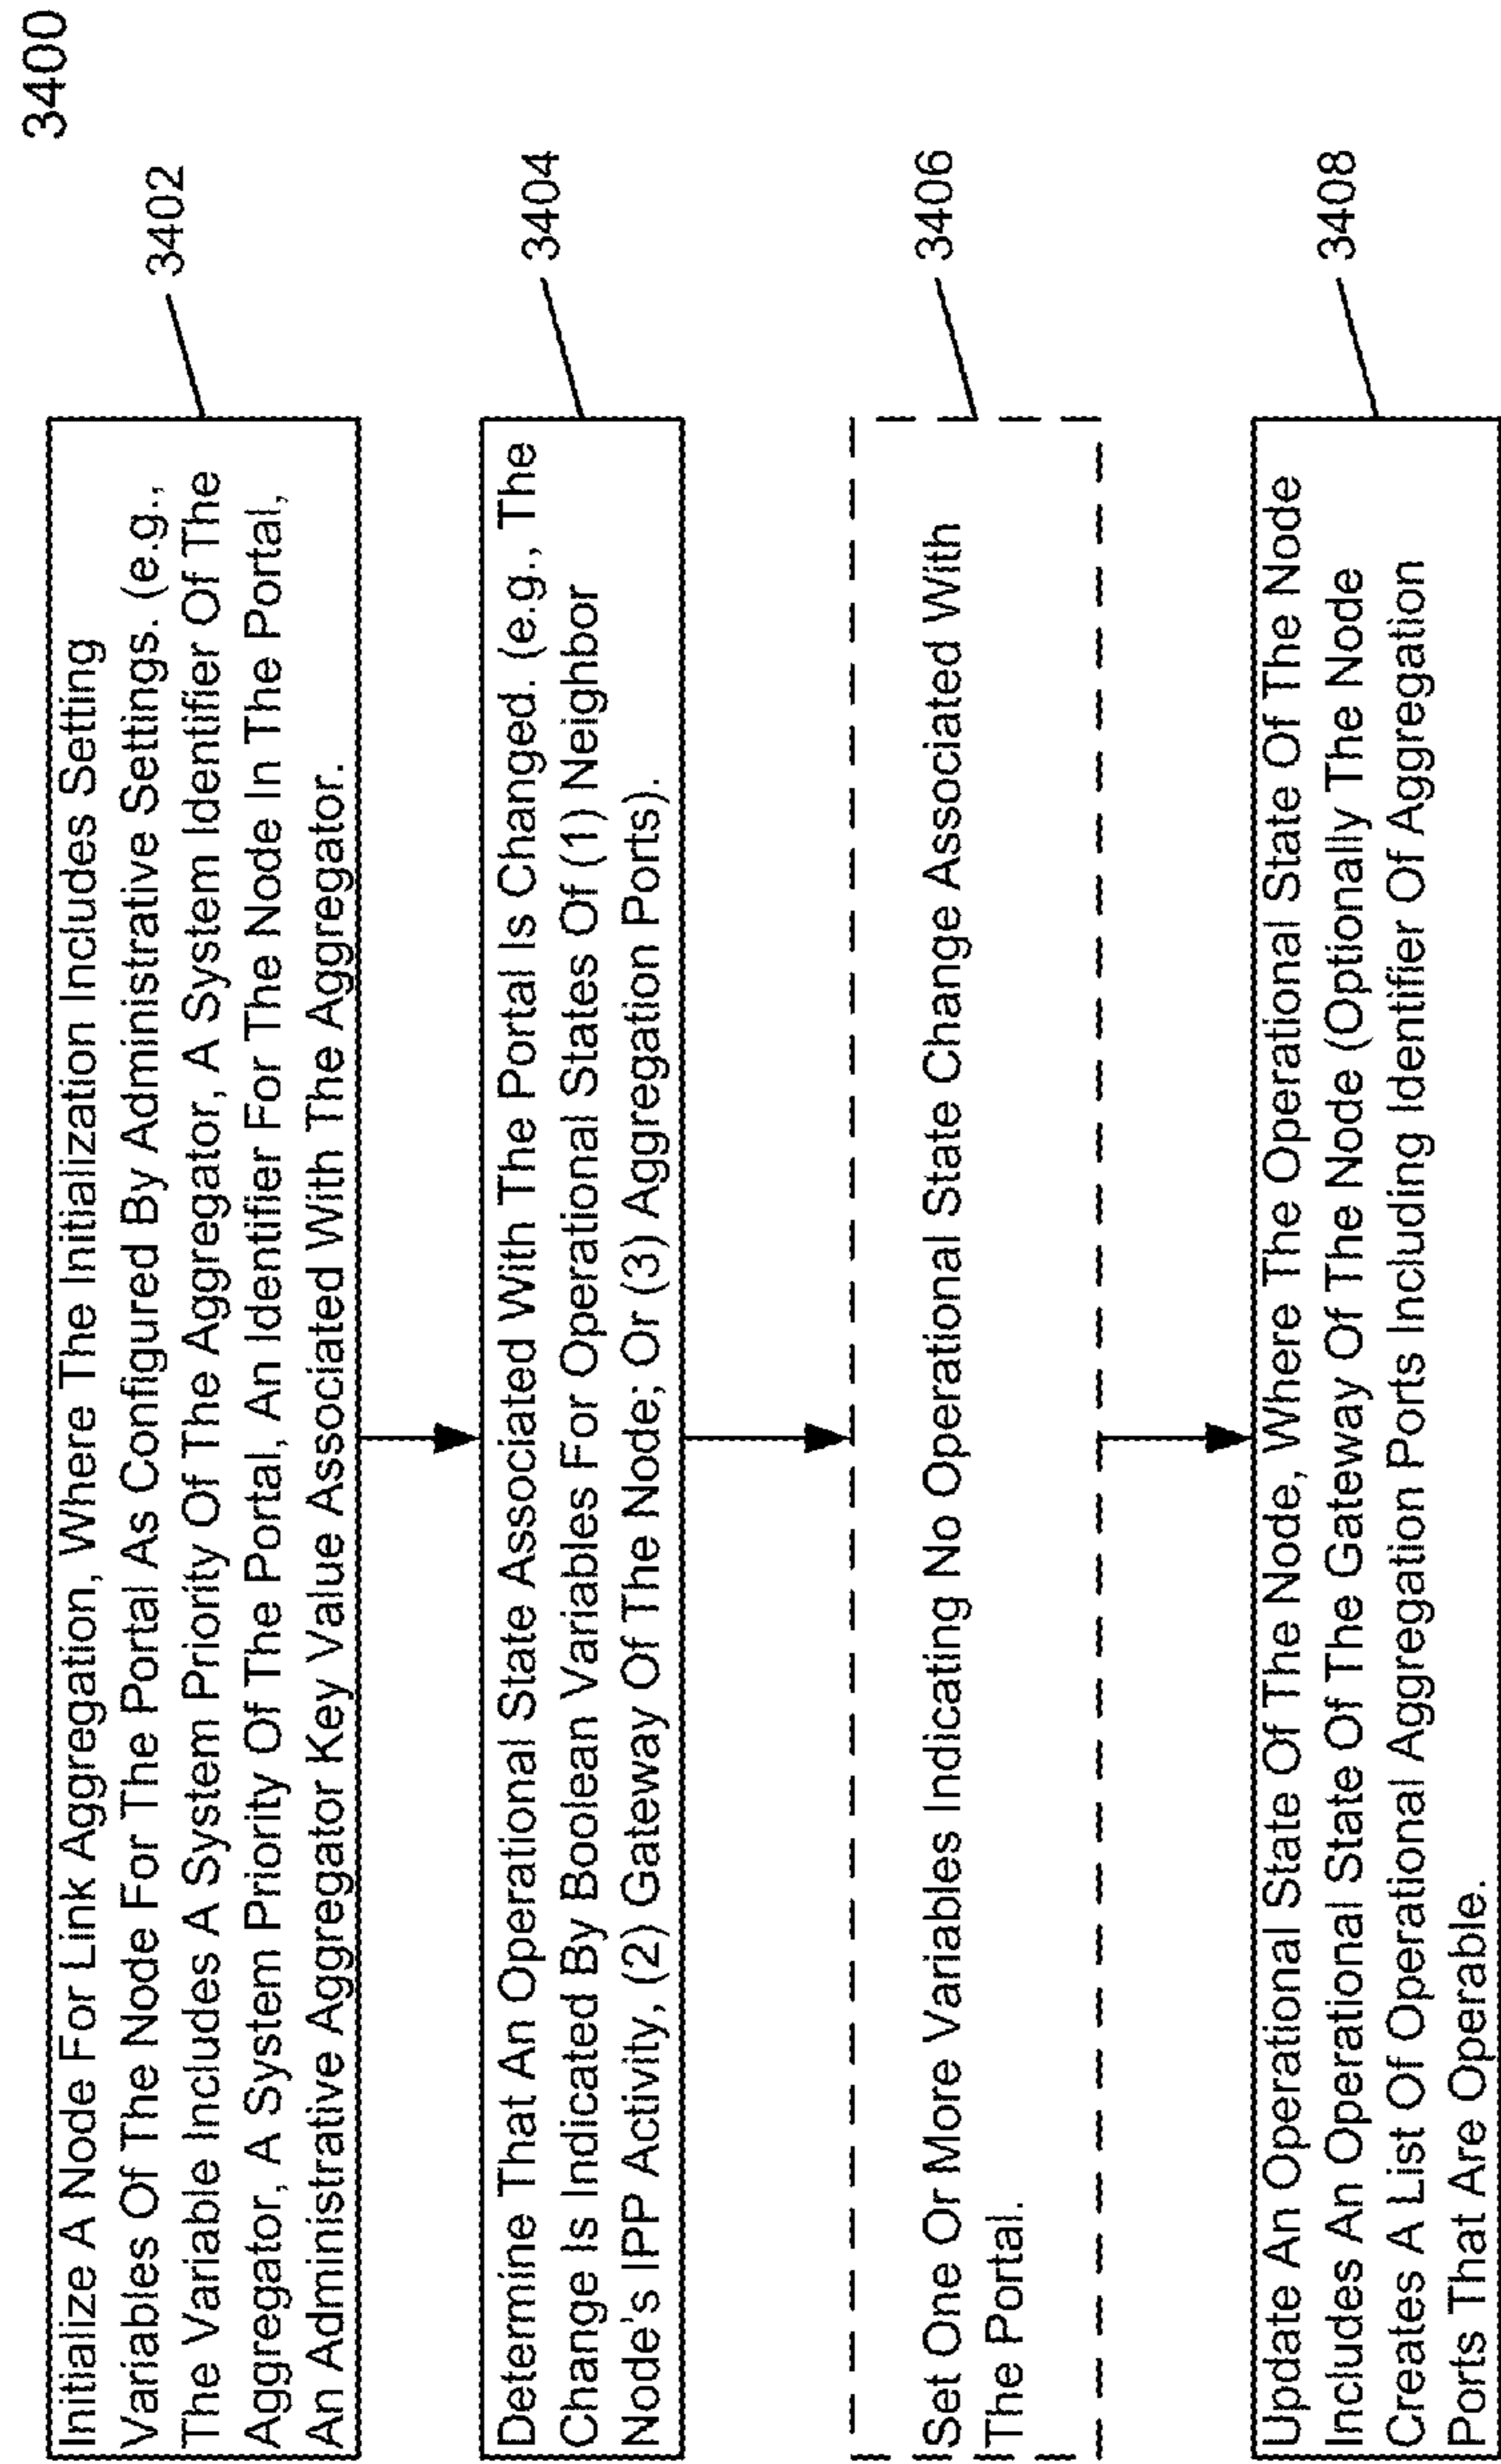 3400
Initialize A Node For Link Aggregation, Where The Initialization Includes Setting
Variables Of The Node For The Portal As Configured By Administrative Settings. (e.g.,
The Variable Includes A System Priority Of The Aggregator, A System Identifier Of The
Aggregator, A System Priority Of The Portal, An Identifier For The Node In The Portal,
An Administrative Aggregator Key Value Associated With The Aggregator.
3402
Determine That An Operational State Associated With The Portal Is Changed. (e.g., The
Change Is Indicated By Boolean Variables For Operational States Of (1) Neighbor
Node's IPP Activity, (2) Gateway Of The Node; Or (3) Aggregation Ports).
3404
Set One Or More Variables Indicating No Operational State Change Associated With
The Portal.
3406
Update An Operational State Of The Node, Where The Operational State Of The Node
Includes An Operational State Of The Gateway Of The Node (Optionally The Node
Creates A List Of Operational Aggregation Ports Including Identifier Of Aggregation
Ports That Are Operable.
3408